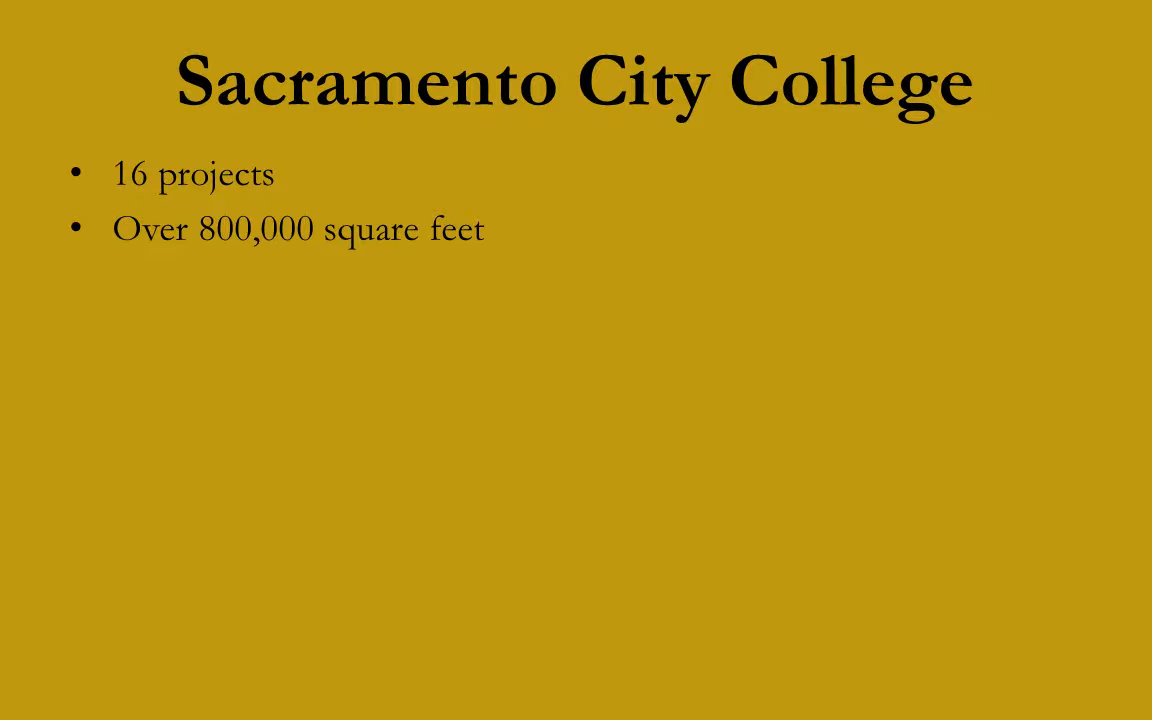 Sacramento City College
• 16 projects
• Over 800,000 square feet